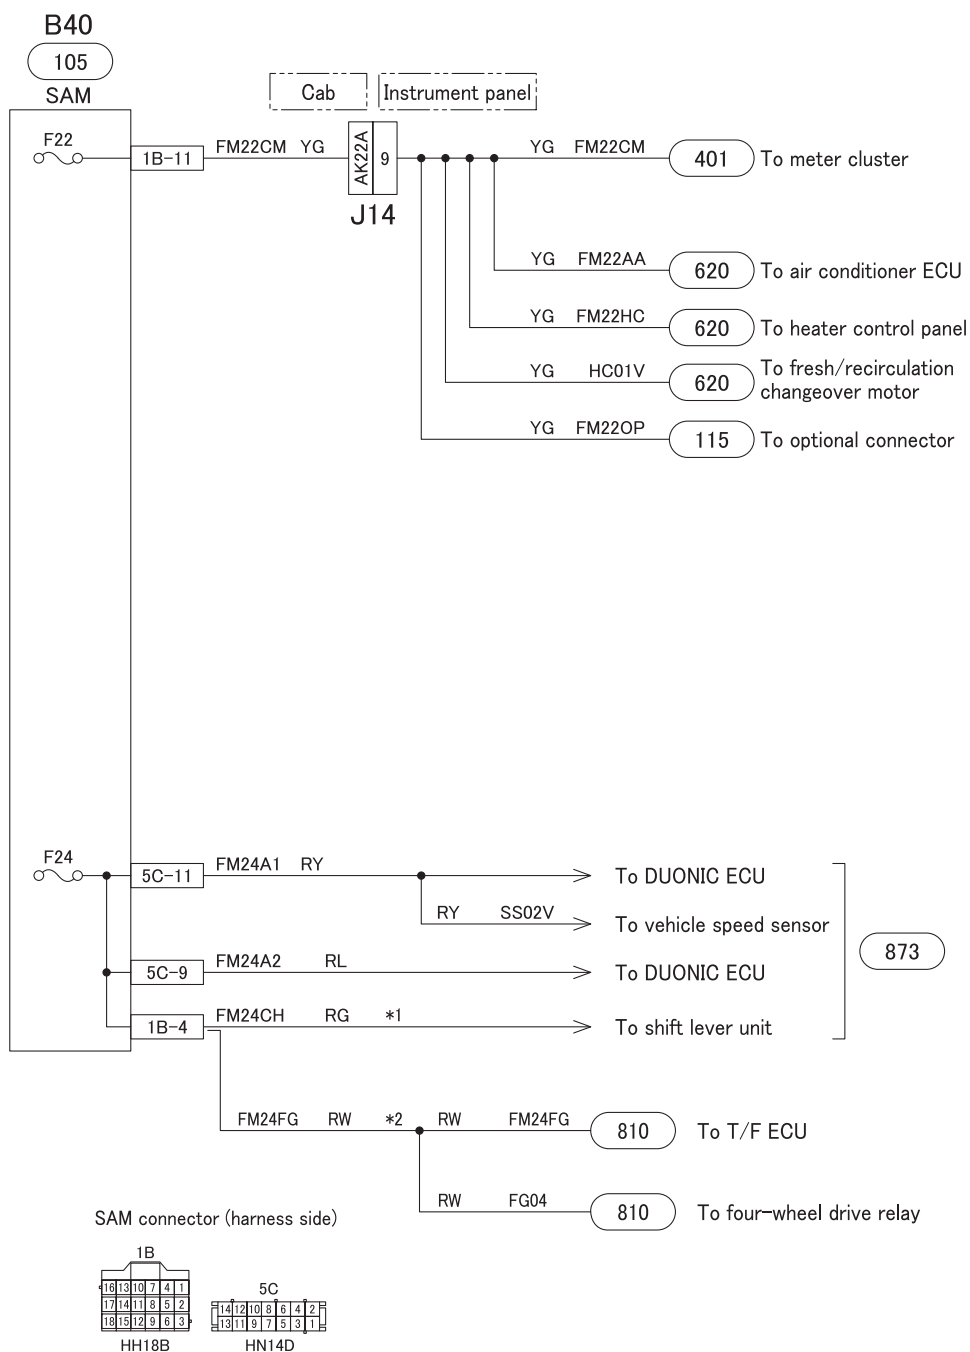 B40
105
SAM
Cab
Instrument panel
F22
1B-11
FM22CM YG
AK22A
9
J14
YG FM22CM
401
To meter cluster
YG FM22AA
620
To air conditioner ECU
YG FM22HC
620
To heater control panel
YG HC01V
620
To fresh/recirculation
changeover motor
YG FM22OP
115
To optional connector
F24
5C-11
FM24A1 RY
To DUONIC ECU
RY SS02V
To vehicle speed sensor
873
5C-9
FM24A2 RL
To DUONIC ECU
1B-4
FM24CH RG *1
To shift lever unit
FM24FG RW *2 RW FM24FG
810
To T/F ECU
RW FG04
810
To four-wheel drive relay
SAM connector (harness side)
1B
16 13 10 7 4 1
17 14 11 8 5 2
18 15 12 9 6 3
HH18B
5C
14 12 10 8 6 4 2
13 11 9 7 5 3 1
HN14D